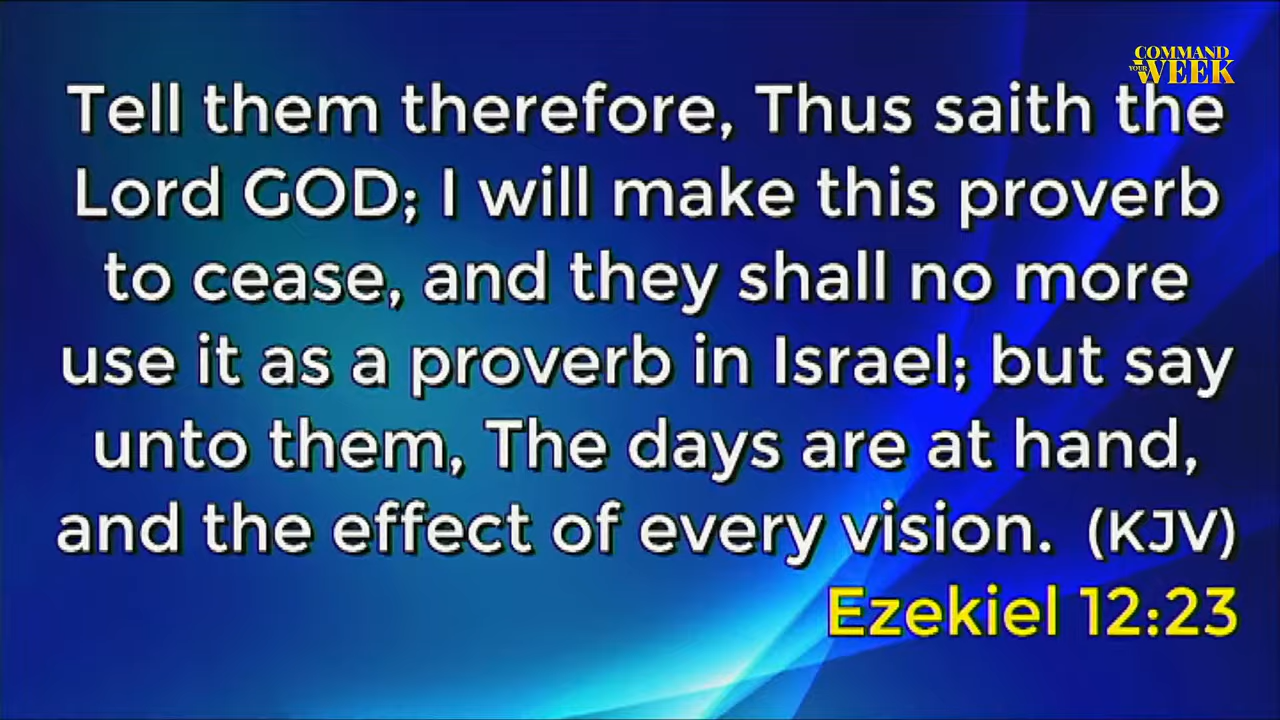 COMMAND
YOUR WEEK
Tell them therefore, Thus saith the
Lord GOD; I will make this proverb
to cease, and they shall no more
use it as a proverb in Israel; but say
unto them, The days are at hand,
and the effect of every vision. (KJV)
Ezekiel 12:23